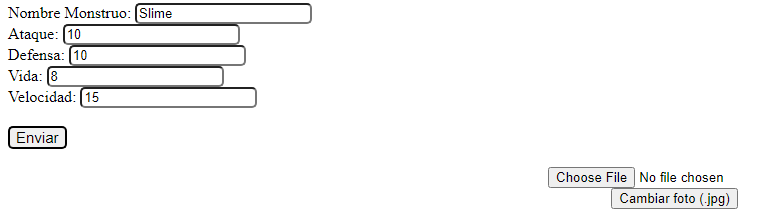 Nombre Monstruo: Slime
Ataque: 10
Defensa: 10
Vida: 8
Velocidad: 15
Enviar
Choose File No file chosen
Cambiar foto (.jpg)